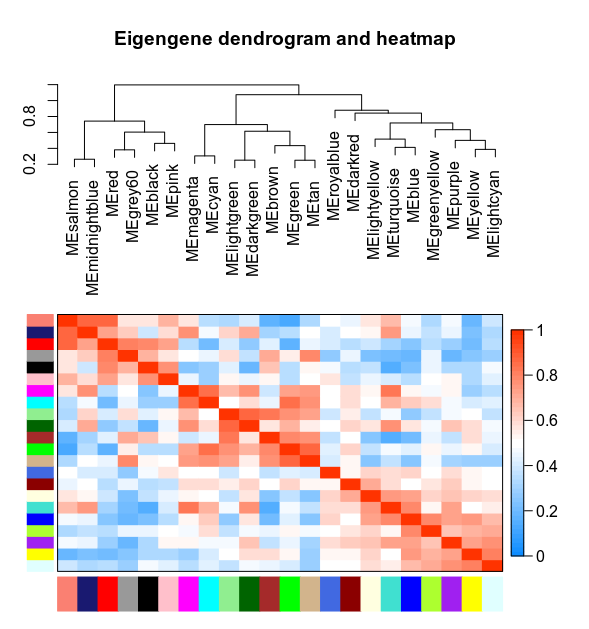 Eigengene dendrogram and heatmap
0.8
0.2
MEsalmon
MEmidnightblue
MEred
MEgrey60
MEblack
MEpink
MEmagenta
MEcyan
MElightgreen
MEdarkgreen
MEbrown
MEgreen
MEtan
MEroyalblue
MEdarkred
MElightyellow
MEturquoise
MEblue
MEgreenyellow
MEpurple
MEyellow
MElightcyan
1
0.8
0.6
0.4
0.2
0